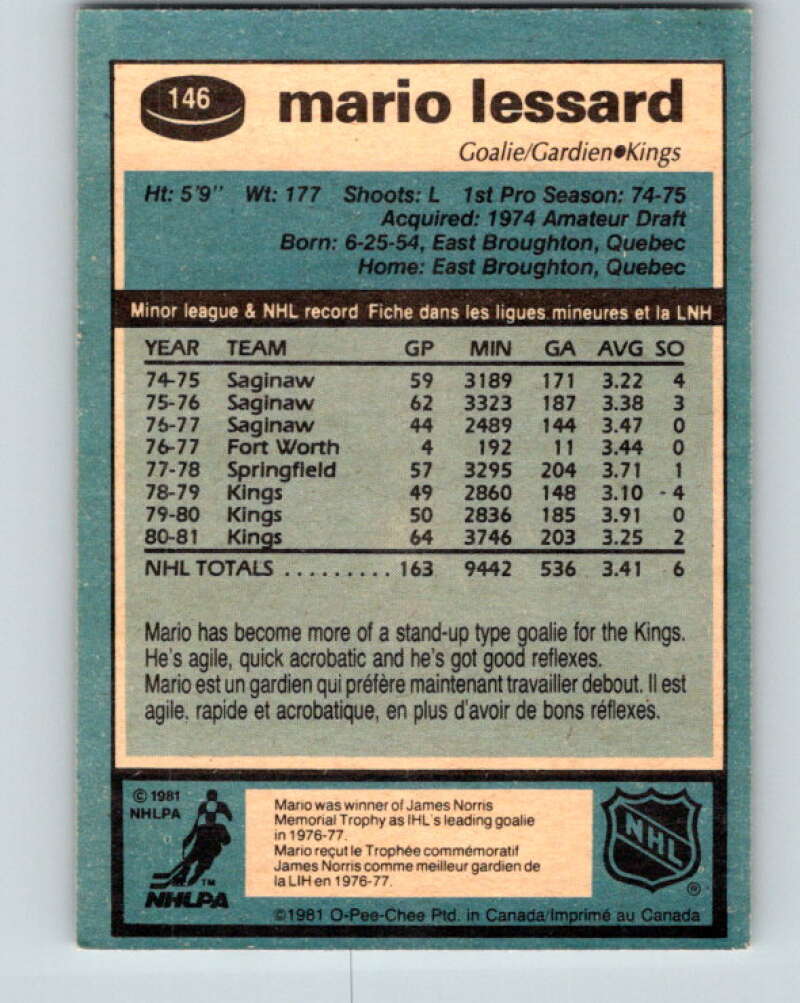 146
mario lessard
Goalie/Gardien●Kings
Ht: 5'9" Wt: 177 Shoots: L 1st Pro Season: 74-75
Acquired: 1974 Amateur Draft
Born: 6-25-54, East Broughton, Quebec
Home: East Broughton, Quebec
Minor league & NHL record Fiche dans les ligues mineures et la LNH
YEAR TEAM GP MIN GA AVG SO
74-75 Saginaw 59 3189 171 3.22 4
75-76 Saginaw 62 3323 187 3.38 3
76-77 Saginaw 44 2489 144 3.47 0
76-77 Fort Worth 4 192 11 3.44 0
77-78 Springfield 57 3295 204 3.71 1
78-79 Kings 49 2860 148 3.10 4
79-80 Kings 50 2836 185 3.91 0
80-81 Kings 64 3746 203 3.25 2
NHL TOTALS .......... 163 9442 536 3.41 6
Mario has become more of a stand-up type goalie for the Kings.
He's agile, quick acrobatic and he's got good reflexes.
Mario est un gardien qui préfère maintenant travailler debout. Il est
agile, rapide et acrobatique, en plus d'avoir de bons réflexes.
© 1981
NHLPA
TM
NHLPA
Mario was winner of James Norris
Memorial Trophy as IHL's leading goalie
in 1976-77.
Mario reçut le Trophée commémoratif
James Norris comme meilleur gardien de
la LIH en 1976-77.
NHL
®
©1981 O-Pee-Chee Ptd. in Canada/Imprimé au Canada